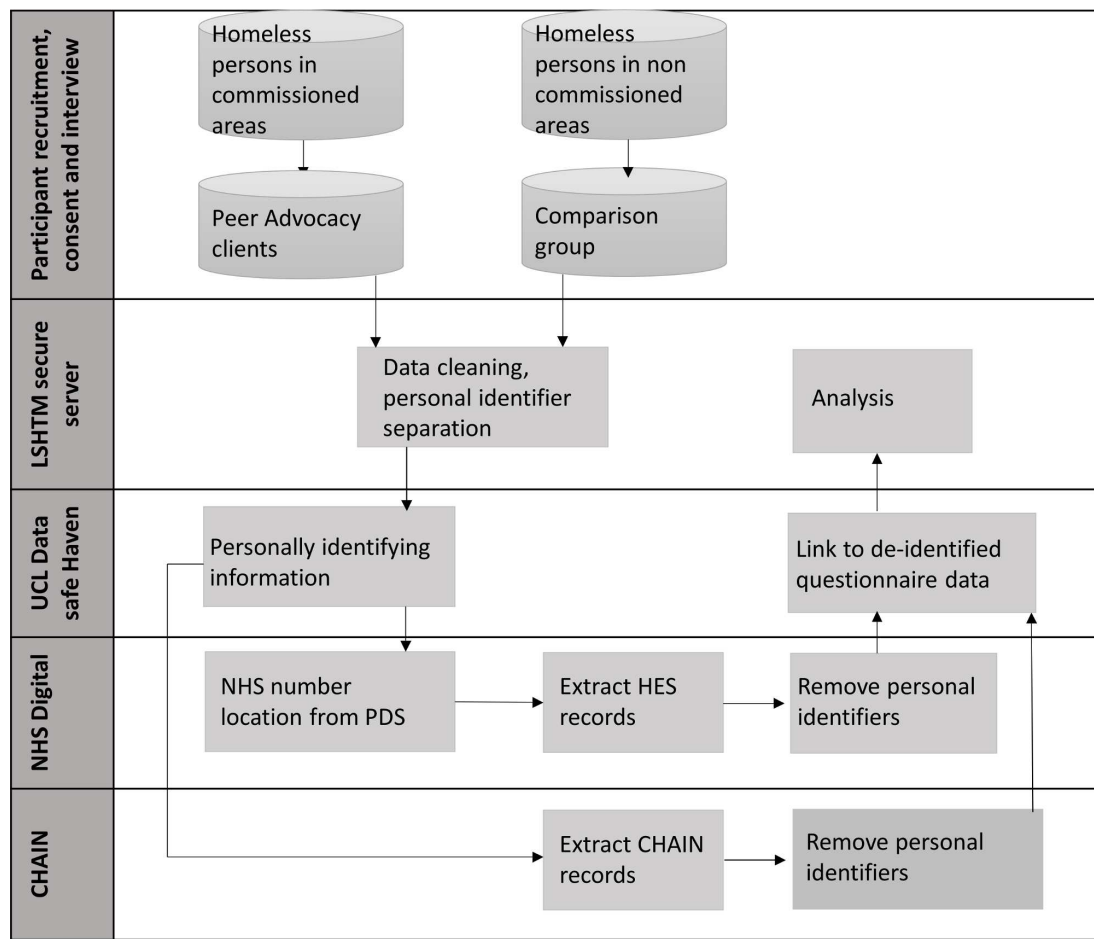 Participant recruitment,
consent and interview
Homeless
persons in
commissioned
areas
Homeless
persons in non
commissioned
areas
Peer Advocacy
clients
Comparison
group
LSHTM secure
server
Data cleaning,
personal identifier
separation
Analysis
UCL Data
safe Haven
Personally identifying
information
Link to de-identified
questionnaire data
NHS Digital
NHS number
location from PDS
Extract HES
records
Remove personal
identifiers
CHAIN
Extract CHAIN
records
Remove personal
identifiers